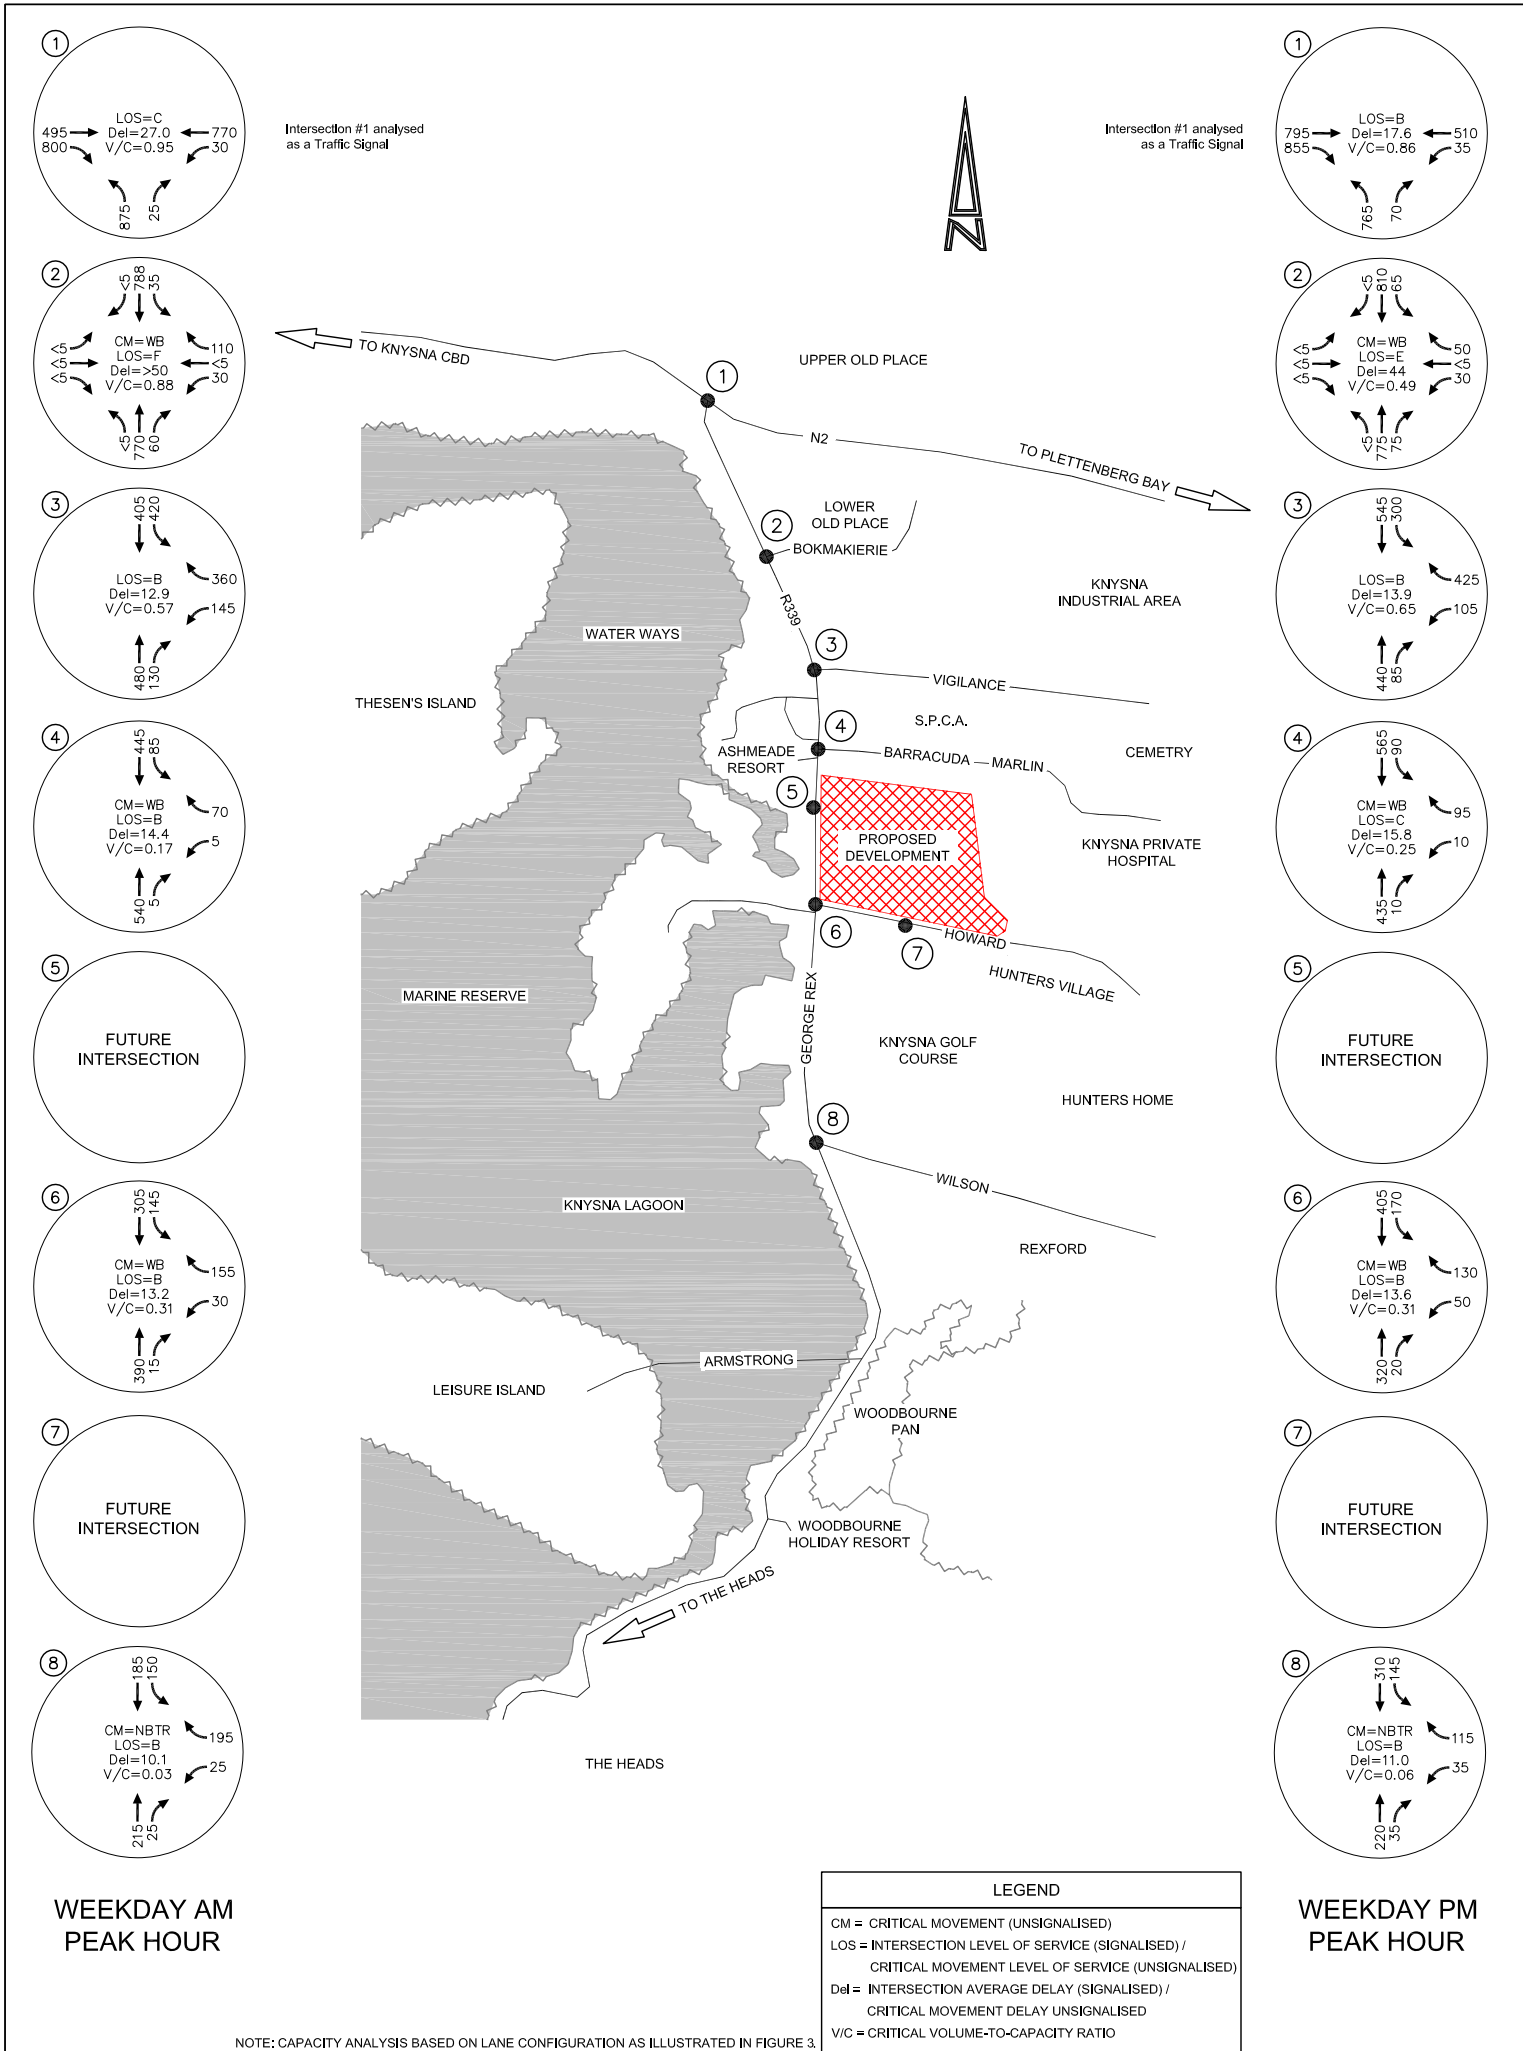 1
LOS=C
Del=27.0
V/C=0.95
495
800
770
30
875
25
Intersection #1 analysed
as a Traffic Signal
2
<5
788
35
CM=WB
LOS=F
Del=>50
V/C=0.88
<5
<5
<5
110
<5
30
<5
770
60
3
405
420
LOS=B
Del=12.9
V/C=0.57
360
145
480
130
4
445
85
CM=WB
LOS=B
Del=14.4
V/C=0.17
70
5
540
5
5
FUTURE
INTERSECTION
6
305
145
CM=WB
LOS=B
Del=13.2
V/C=0.31
155
30
390
15
7
FUTURE
INTERSECTION
8
185
150
CM=NBTR
LOS=B
Del=10.1
V/C=0.03
195
25
215
25
WEEKDAY AM
PEAK HOUR
N
TO KNYSNA CBD
UPPER OLD PLACE
1
N2
TO PLETTENBERG BAY
LOWER
OLD PLACE
2
BOKMAKIERIE
R339
KNYSNA
INDUSTRIAL AREA
WATER WAYS
3
VIGILANCE
THESEN'S ISLAND
S.P.C.A.
4
ASHMEADE
RESORT
BARRACUDA
MARLIN
CEMETRY
5
PROPOSED
DEVELOPMENT
KNYSNA PRIVATE
HOSPITAL
6
7
HOWARD
HUNTERS VILLAGE
MARINE RESERVE
GEORGE REX
KNYSNA GOLF
COURSE
HUNTERS HOME
8
WILSON
KNYSNA LAGOON
REXFORD
ARMSTRONG
LEISURE ISLAND
WOODBOURNE
PAN
WOODBOURNE
HOLIDAY RESORT
TO THE HEADS
THE HEADS
Intersection #1 analysed
as a Traffic Signal
1
LOS=B
Del=17.6
V/C=0.86
795
855
510
35
765
70
2
<5
810
65
CM=WB
LOS=E
Del=44
V/C=0.49
<5
<5
<5
50
<5
30
<5
775
75
3
545
300
LOS=B
Del=13.9
V/C=0.65
425
105
440
85
4
565
90
CM=WB
LOS=C
Del=15.8
V/C=0.25
95
10
435
10
5
FUTURE
INTERSECTION
6
405
170
CM=WB
LOS=B
Del=13.6
V/C=0.31
130
50
320
20
7
FUTURE
INTERSECTION
8
310
145
CM=NBTR
LOS=B
Del=11.0
V/C=0.06
115
35
220
35
WEEKDAY PM
PEAK HOUR
LEGEND
CM = CRITICAL MOVEMENT (UNSIGNALISED)
LOS = INTERSECTION LEVEL OF SERVICE (SIGNALISED) /
CRITICAL MOVEMENT LEVEL OF SERVICE (UNSIGNALISED)
Del = INTERSECTION AVERAGE DELAY (SIGNALISED) /
CRITICAL MOVEMENT DELAY UNSIGNALISED
V/C = CRITICAL VOLUME-TO-CAPACITY RATIO
NOTE: CAPACITY ANALYSIS BASED ON LANE CONFIGURATION AS ILLUSTRATED IN FIGURE 3.